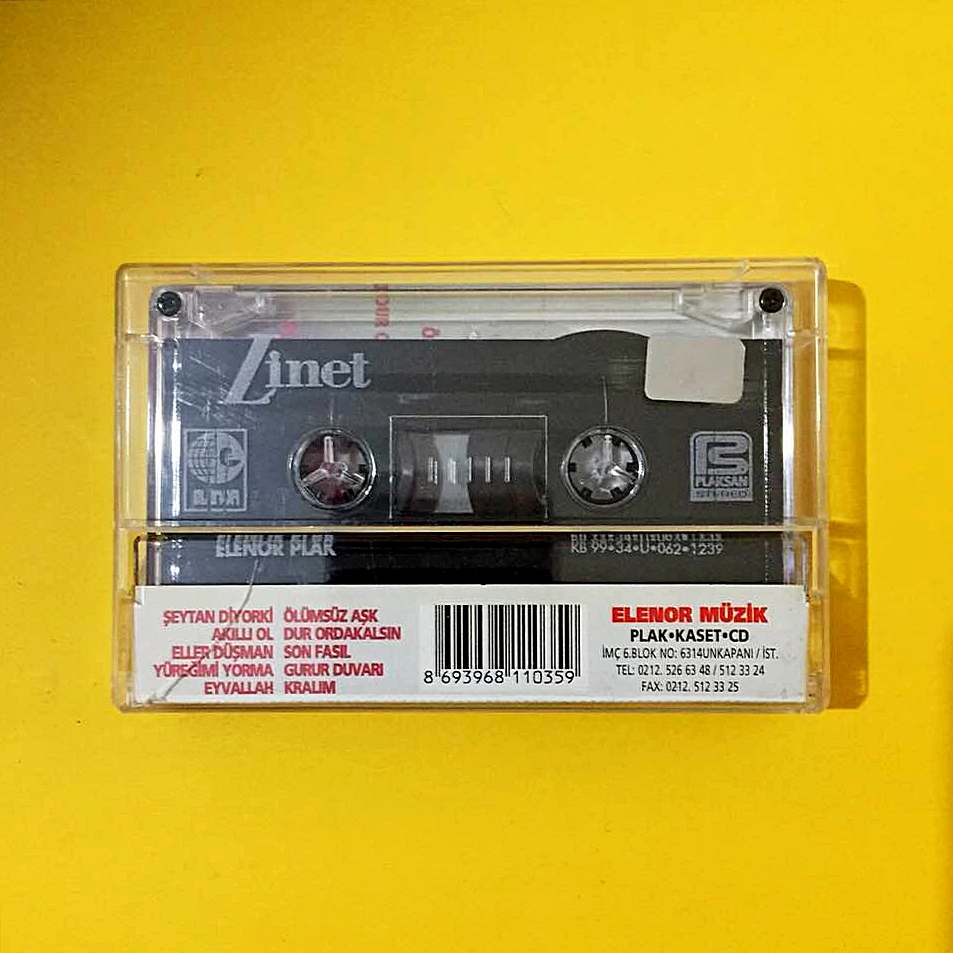 Zinet
PLAKSAN
STEREO
ELENOR PLAK
KB 99•34•U•062•1239
ŞEYTAN DİYORKİ
AKILLI OL
ELLER DÜŞMAN
YÜREĞİMİ YORMA
EYVALLAH
ÖLÜMSÜZ AŞK
DUR ORDAKALSIN
SON FASIL
GURUR DUVARI
KRALIM
8 693968 110359
ELENOR MÜZİK
PLAK•KASET•CD
İMÇ 6.BLOK NO: 6314UNKAPANI / İST.
TEL: 0212. 526 63 48 / 512 33 24
FAX: 0212. 512 33 25